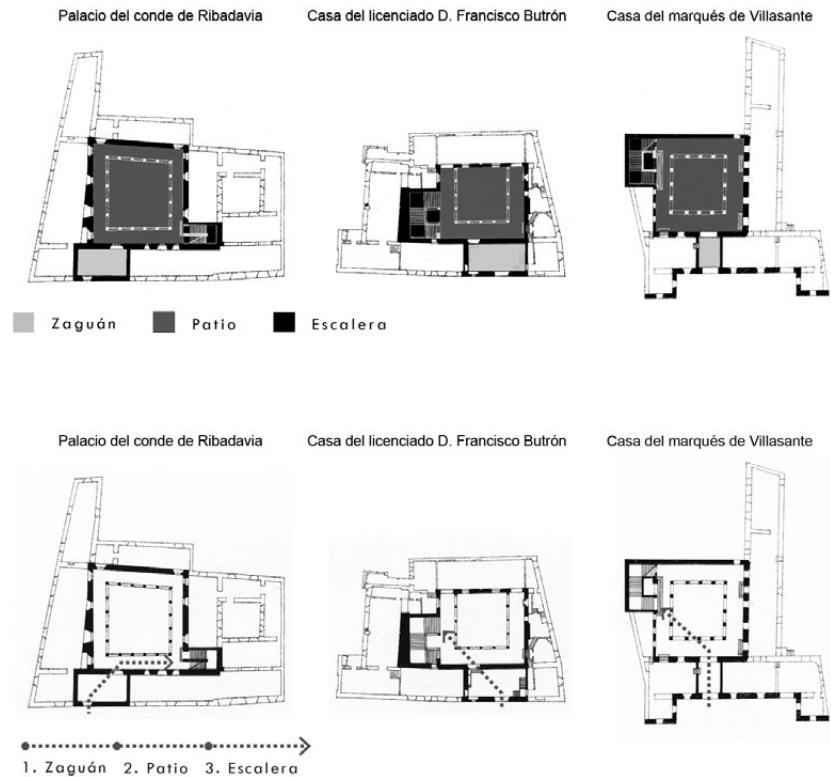 Palacio del conde de Ribadavia Casa del licenciado D. Francisco Butrón Casa del marqués de Villasante
Zaguán Patio Escalera
Palacio del conde de Ribadavia Casa del licenciado D. Francisco Butrón Casa del marqués de Villasante
1. Zaguán 2. Patio 3. Escalera